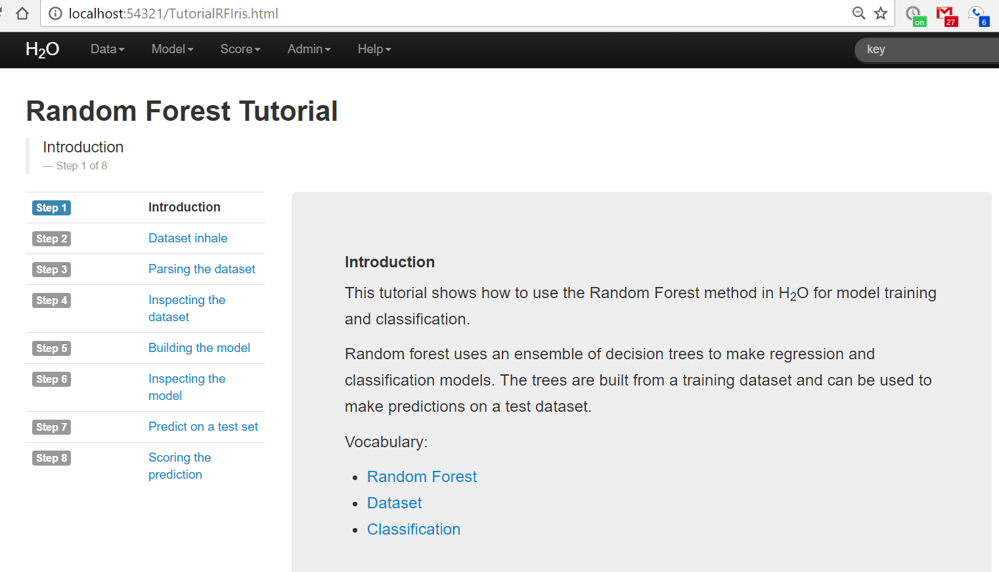 localhost:54321/TutorialRFIris.html
on
27
6
H2O
Data
Model
Score
Admin
Help
key
Random Forest Tutorial
Introduction
— Step 1 of 8
Step 1 Introduction
Step 2 Dataset inhale
Step 3 Parsing the dataset
Step 4 Inspecting the
dataset
Step 5 Building the model
Step 6 Inspecting the
model
Step 7 Predict on a test set
Step 8 Scoring the
prediction
Introduction
This tutorial shows how to use the Random Forest method in H2O for model training
and classification.
Random forest uses an ensemble of decision trees to make regression and
classification models. The trees are built from a training dataset and can be used to
make predictions on a test dataset.
Vocabulary:
• Random Forest
• Dataset
• Classification